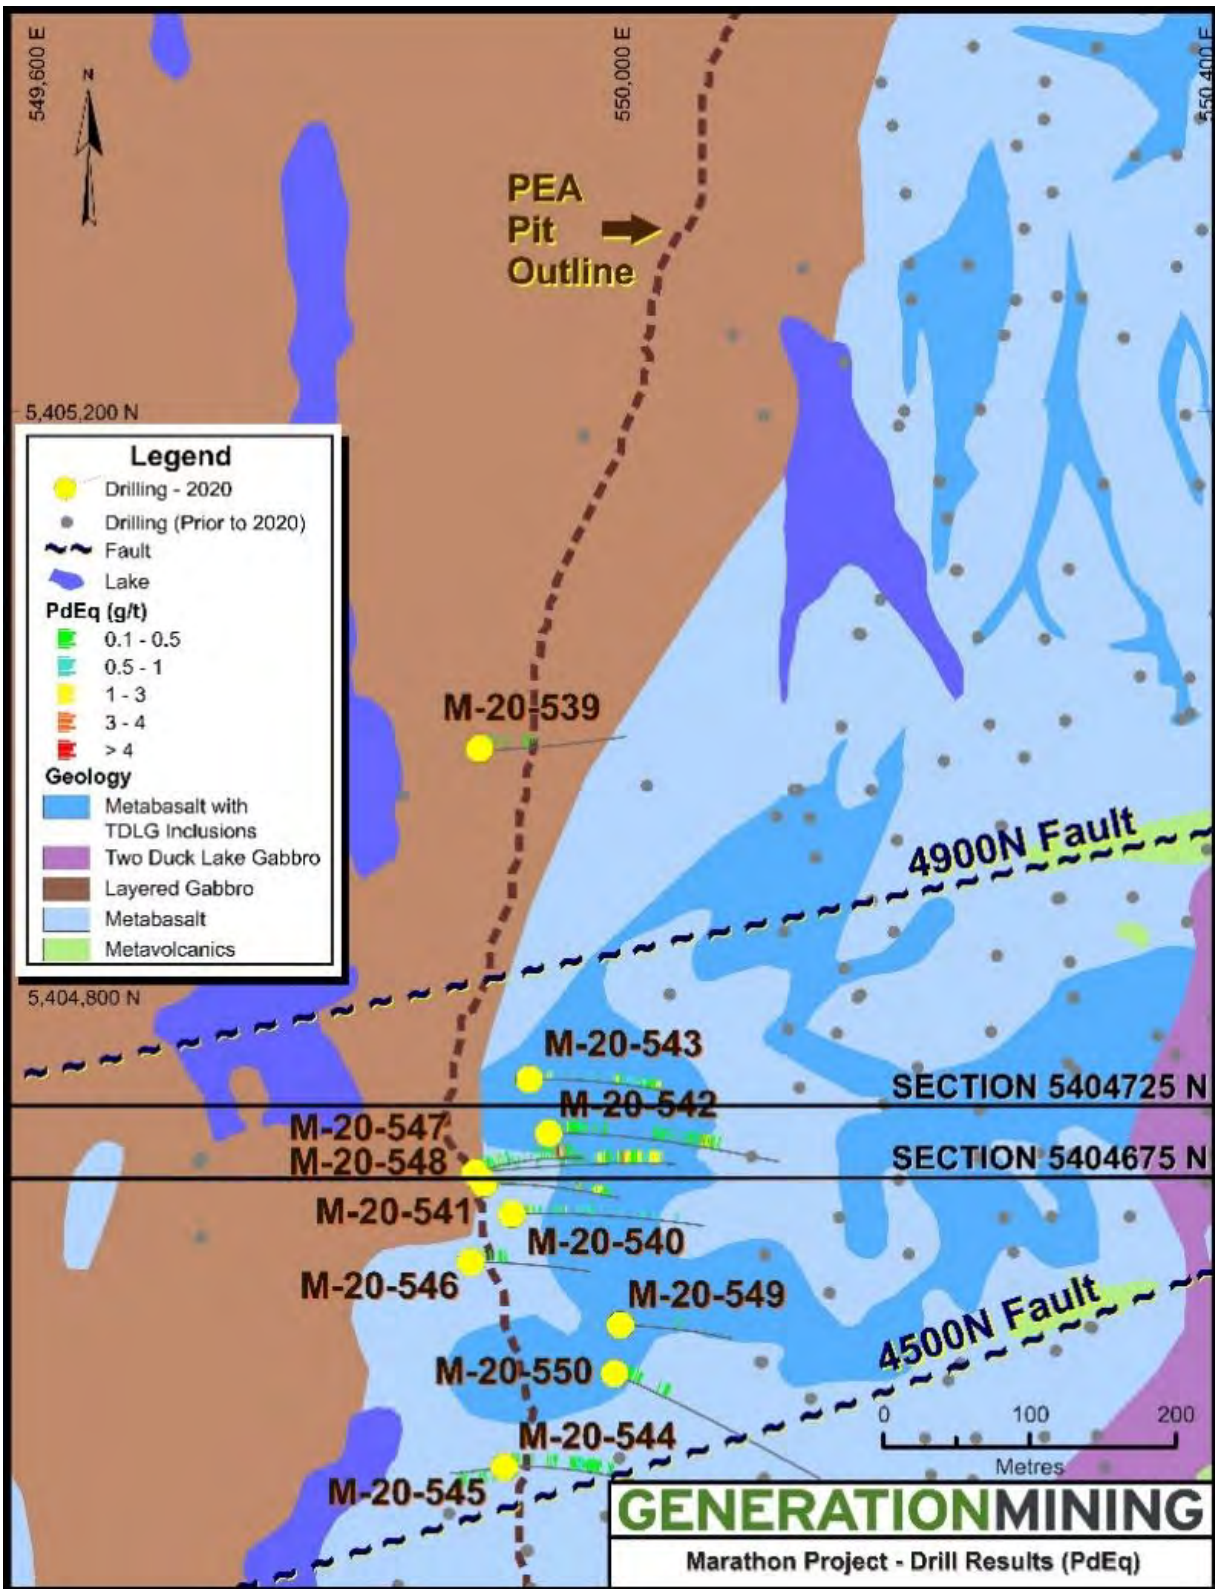 549,600 E
550,000 E
550,400 E
N
PEA
Pit
Outline
5,405,200 N
Legend
Drilling - 2020
Drilling (Prior to 2020)
Fault
Lake
PdEq (g/t)
0.1 - 0.5
0.5 - 1
1 - 3
3 - 4
> 4
Geology
Metabasalt with
TDLG Inclusions
Two Duck Lake Gabbro
Layered Gabbro
Metabasalt
Metavolcanics
M-20-539
4900N Fault
5,404,800 N
M-20-543
SECTION 5404725 N
M-20-542
M-20-547
M-20-548
SECTION 5404675 N
M-20-541
M-20-540
M-20-546
M-20-549
4500N Fault
M-20-550
0 100 200
Metres
M-20-544
M-20-545
GENERATIONMINING
Marathon Project - Drill Results (PdEq)